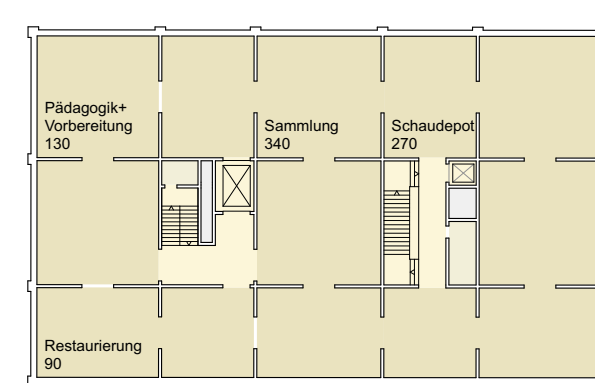 Pädagogik+
Vorbereitung
130
Sammlung
340
Schaudepot
270
Restaurierung
90